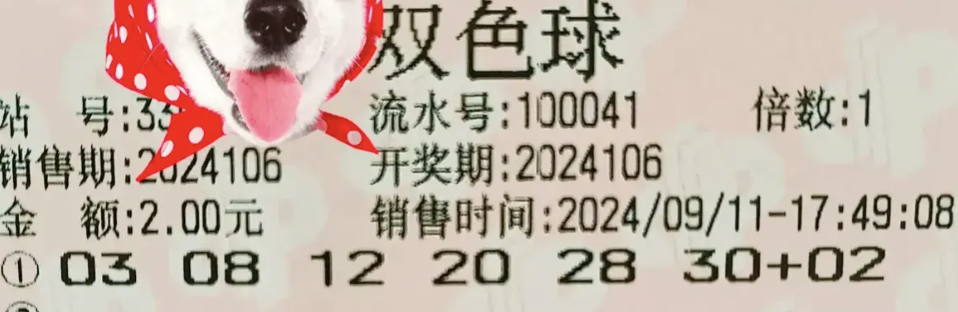 双色球
站 号:33 流水号:100041 倍数:1
销售期:2024106 开奖期:2024106
金 额:2.00元 销售时间:2024/09/11-17:49:08
① 03 08 12 20 28 30+02